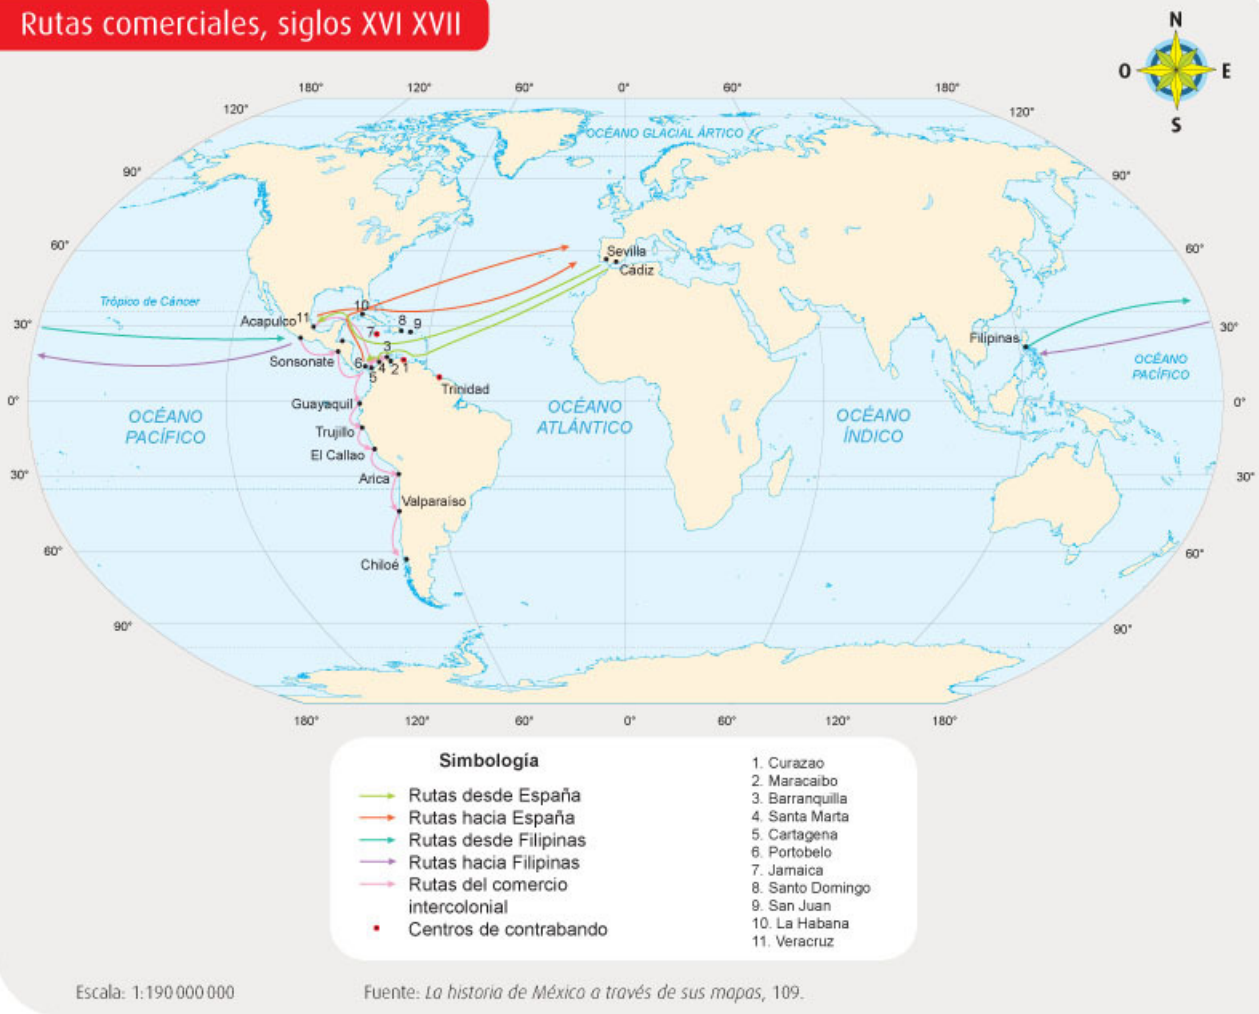 Rutas comerciales, siglos XVI XVII
N
O
E
S
180°
120°
60°
0°
60°
180°
120°
120°
90°
90°
OCÉANO GLACIAL ÁRTICO
60°
60°
Sevilla
Cádiz
Trópico de Cáncer
10
Acapulco
11
8
9
7
30°
30°
Filipinas
3
Sonsonate
6
4
2
1
5
OCÉANO
PACÍFICO
Trinidad
0°
0°
Guayaquil
OCÉANO
PACÍFICO
OCÉANO
ATLÁNTICO
OCÉANO
ÍNDICO
Trujillo
El Callao
30°
30°
Arica
Valparaíso
60°
60°
Chiloé
90°
90°
180°
120°
60°
0°
60°
120°
180°
Simbología
Rutas desde España
Rutas hacia España
Rutas desde Filipinas
Rutas hacia Filipinas
Rutas del comercio
intercolonial
Centros de contrabando
1. Curazao
2. Maracaibo
3. Barranquilla
4. Santa Marta
5. Cartagena
6. Portobelo
7. Jamaica
8. Santo Domingo
9. San Juan
10. La Habana
11. Veracruz
Escala: 1:190 000 000
Fuente: La historia de México a través de sus mapas, 109.